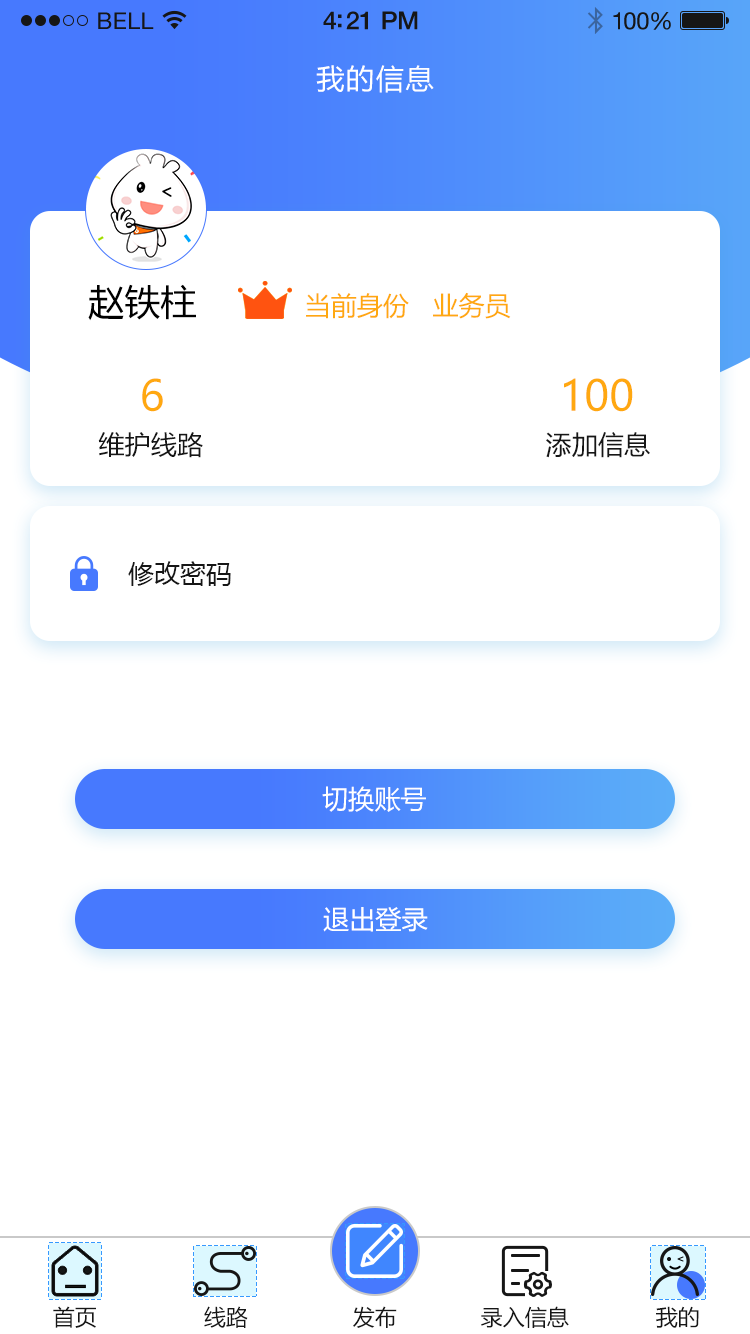 BELL 4:21 PM 100%
我的信息
赵铁柱 当前身份 业务员
6 100
维护线路 添加信息
修改密码
切换账号
退出登录
首页 线路 发布 录入信息 我的